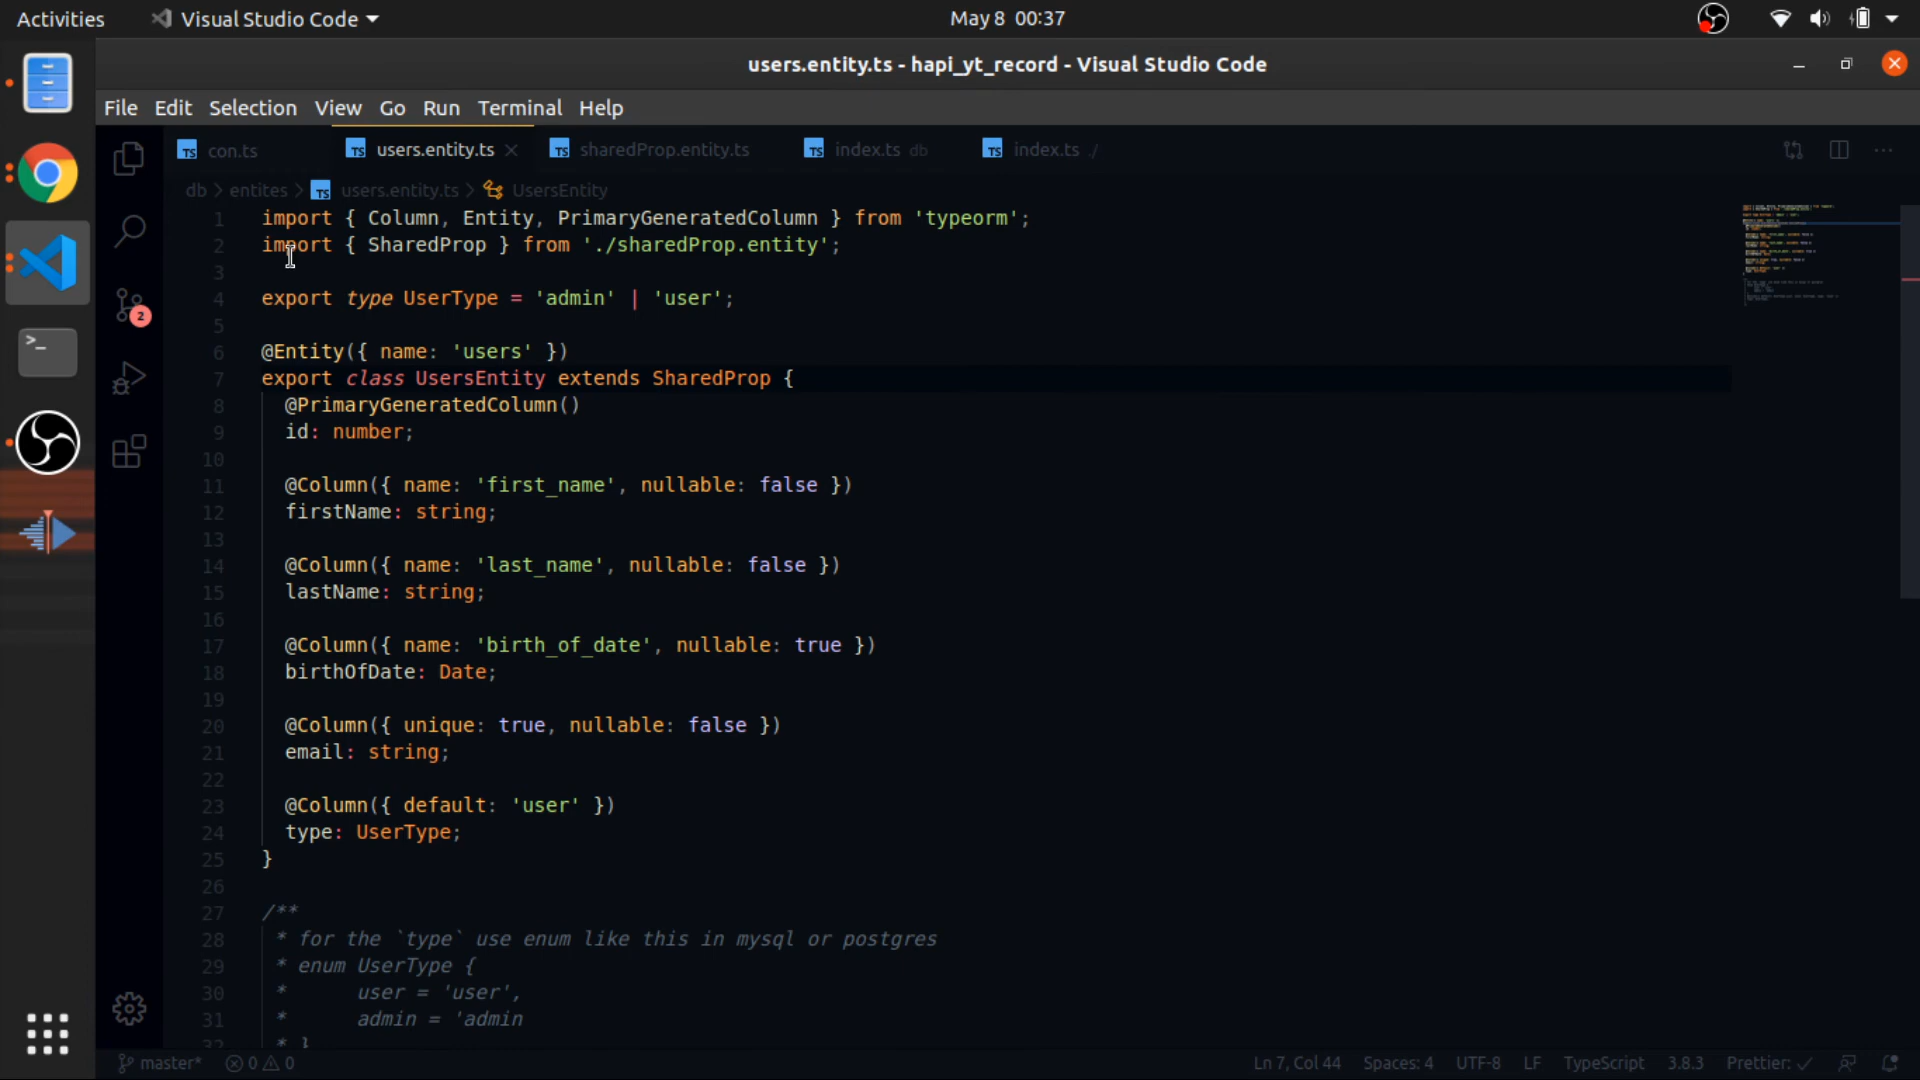 Activities Visual Studio Code May 8 00:37
users.entity.ts - hapi_yt_record - Visual Studio Code
File Edit Selection View Go Run Terminal Help
TS con.ts TS users.entity.ts TS sharedProp.entity.ts TS index.ts db TS index.ts ./
db > entites > TS users.entity.ts > UsersEntity
1 import { Column, Entity, PrimaryGeneratedColumn } from 'typeorm';
2 import { SharedProp } from './sharedProp.entity';
3
4 export type UserType = 'admin' | 'user';
5
6 @Entity({ name: 'users' })
7 export class UsersEntity extends SharedProp {
8 @PrimaryGeneratedColumn()
9 id: number;
10
11 @Column({ name: 'first_name', nullable: false })
12 firstName: string;
13
14 @Column({ name: 'last_name', nullable: false })
15 lastName: string;
16
17 @Column({ name: 'birth_of_date', nullable: true })
18 birthOfDate: Date;
19
20 @Column({ unique: true, nullable: false })
21 email: string;
22
23 @Column({ default: 'user' })
24 type: UserType;
25 }
26
27 /**
28 * for the `type` use enum like this in mysql or postgres
29 * enum UserType {
30 * user = 'user',
31 * admin = 'admin
32 * }
2
master* 0 0 Ln 7, Col 44 Spaces: 4 UTF-8 LF TypeScript 3.8.3 Prettier: ✓